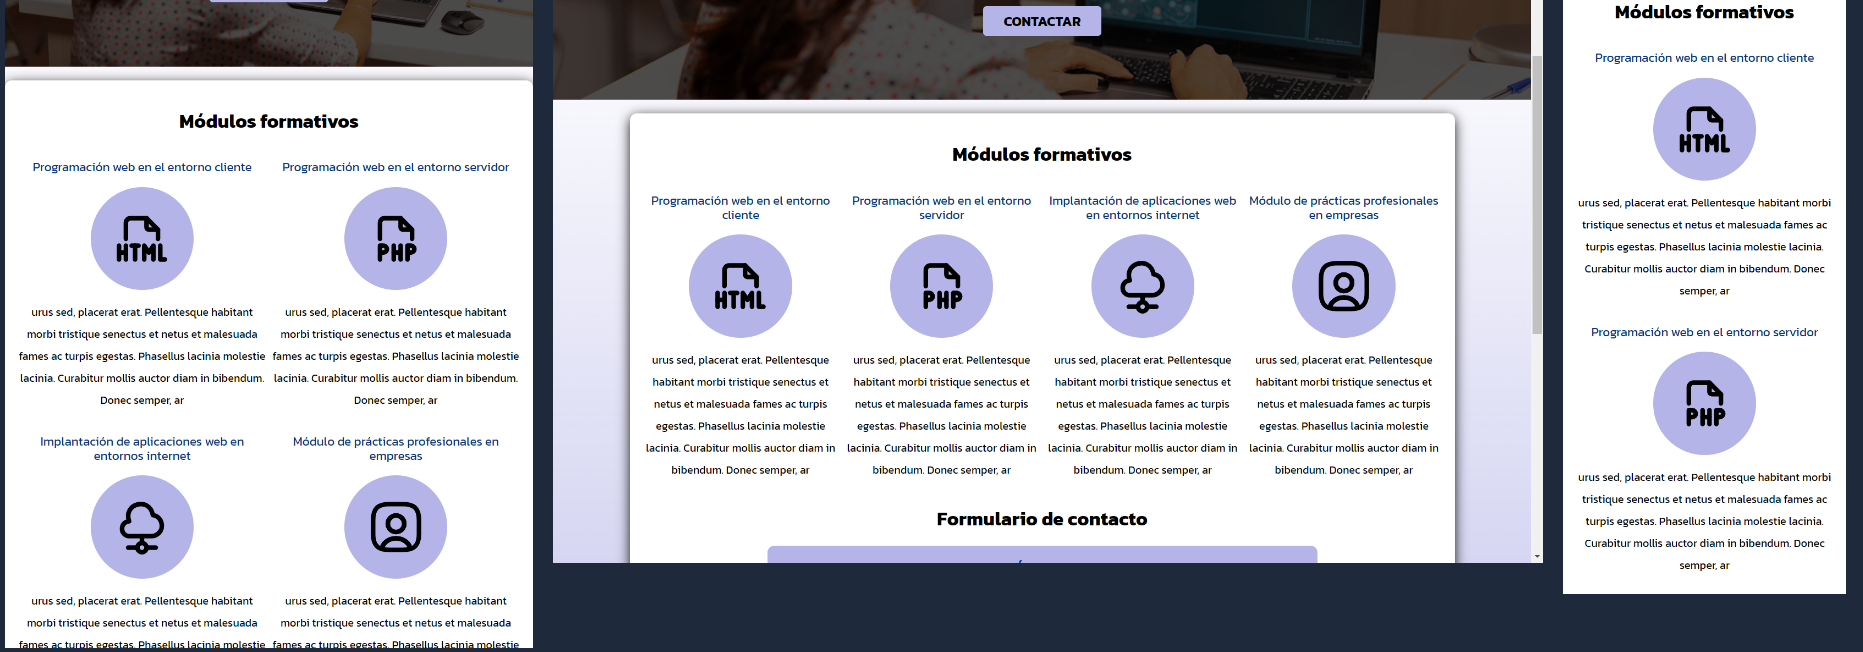 Módulos formativos
Programación web en el entorno cliente
HTML
urus sed, placerat erat. Pellentesque habitant
morbi tristique senectus et netus et malesuada
fames ac turpis egestas. Phasellus lacinia molestie
lacinia. Curabitur mollis auctor diam in bibendum.
Donec semper, ar
Programación web en el entorno servidor
PHP
urus sed, placerat erat. Pellentesque habitant
morbi tristique senectus et netus et malesuada
fames ac turpis egestas. Phasellus lacinia molestie
lacinia. Curabitur mollis auctor diam in bibendum.
Donec semper, ar
Implantación de aplicaciones web en
entornos internet
urus sed, placerat erat. Pellentesque habitant
morbi tristique senectus et netus et malesuada
fames ac turpis egestas. Phasellus lacinia molestie
Módulo de prácticas profesionales en
empresas
urus sed, placerat erat. Pellentesque habitant
morbi tristique senectus et netus et malesuada
fames ac turpis egestas. Phasellus lacinia molestie
CONTACTAR
Módulos formativos
Programación web en el entorno
cliente
HTML
urus sed, placerat erat. Pellentesque
habitant morbi tristique senectus et
netus et malesuada fames ac turpis
egestas. Phasellus lacinia molestie
lacinia. Curabitur mollis auctor diam in
bibendum. Donec semper, ar
Programación web en el entorno
servidor
PHP
urus sed, placerat erat. Pellentesque
habitant morbi tristique senectus et
netus et malesuada fames ac turpis
egestas. Phasellus lacinia molestie
lacinia. Curabitur mollis auctor diam in
bibendum. Donec semper, ar
Implantación de aplicaciones web
en entornos internet
urus sed, placerat erat. Pellentesque
habitant morbi tristique senectus et
netus et malesuada fames ac turpis
egestas. Phasellus lacinia molestie
lacinia. Curabitur mollis auctor diam in
bibendum. Donec semper, ar
Módulo de prácticas profesionales
en empresas
urus sed, placerat erat. Pellentesque
habitant morbi tristique senectus et
netus et malesuada fames ac turpis
egestas. Phasellus lacinia molestie
lacinia. Curabitur mollis auctor diam in
bibendum. Donec semper, ar
Formulario de contacto
Módulos formativos
Programación web en el entorno cliente
HTML
urus sed, placerat erat. Pellentesque habitant morbi
tristique senectus et netus et malesuada fames ac
turpis egestas. Phasellus lacinia molestie lacinia.
Curabitur mollis auctor diam in bibendum. Donec
semper, ar
Programación web en el entorno servidor
PHP
urus sed, placerat erat. Pellentesque habitant morbi
tristique senectus et netus et malesuada fames ac
turpis egestas. Phasellus lacinia molestie lacinia.
Curabitur mollis auctor diam in bibendum. Donec
semper, ar